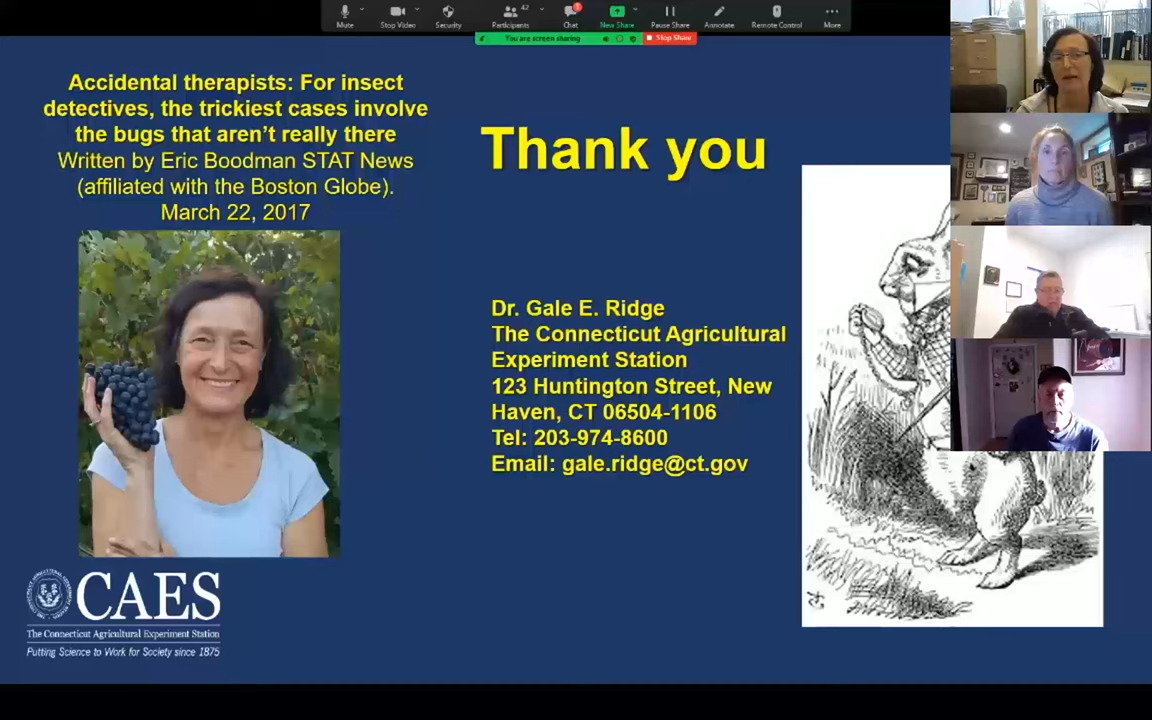 Mute
Stop Video
Security
42
Participants
1
Chat
New Share
Pause Share
Annotate
Remote Control
More
You are screen sharing
Stop Share
Accidental therapists: For insect
detectives, the trickiest cases involve
the bugs that aren't really there
Written by Eric Boodman STAT News
(affiliated with the Boston Globe).
March 22, 2017
Thank you
Dr. Gale E. Ridge
The Connecticut Agricultural
Experiment Station
123 Huntington Street, New
Haven, CT 06504-1106
Tel: 203-974-8600
Email: gale.ridge@ct.gov
CAES
The Connecticut Agricultural Experiment Station
Putting Science to Work for Society since 1875